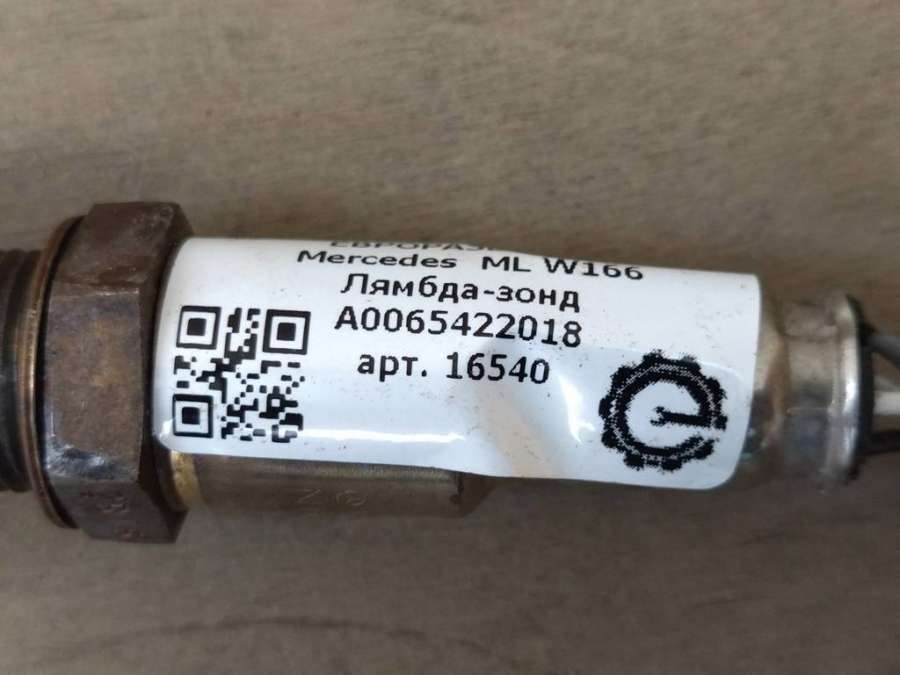 Mercedes ML W166
Лямбда-зонд
A0065422018
арт. 16540